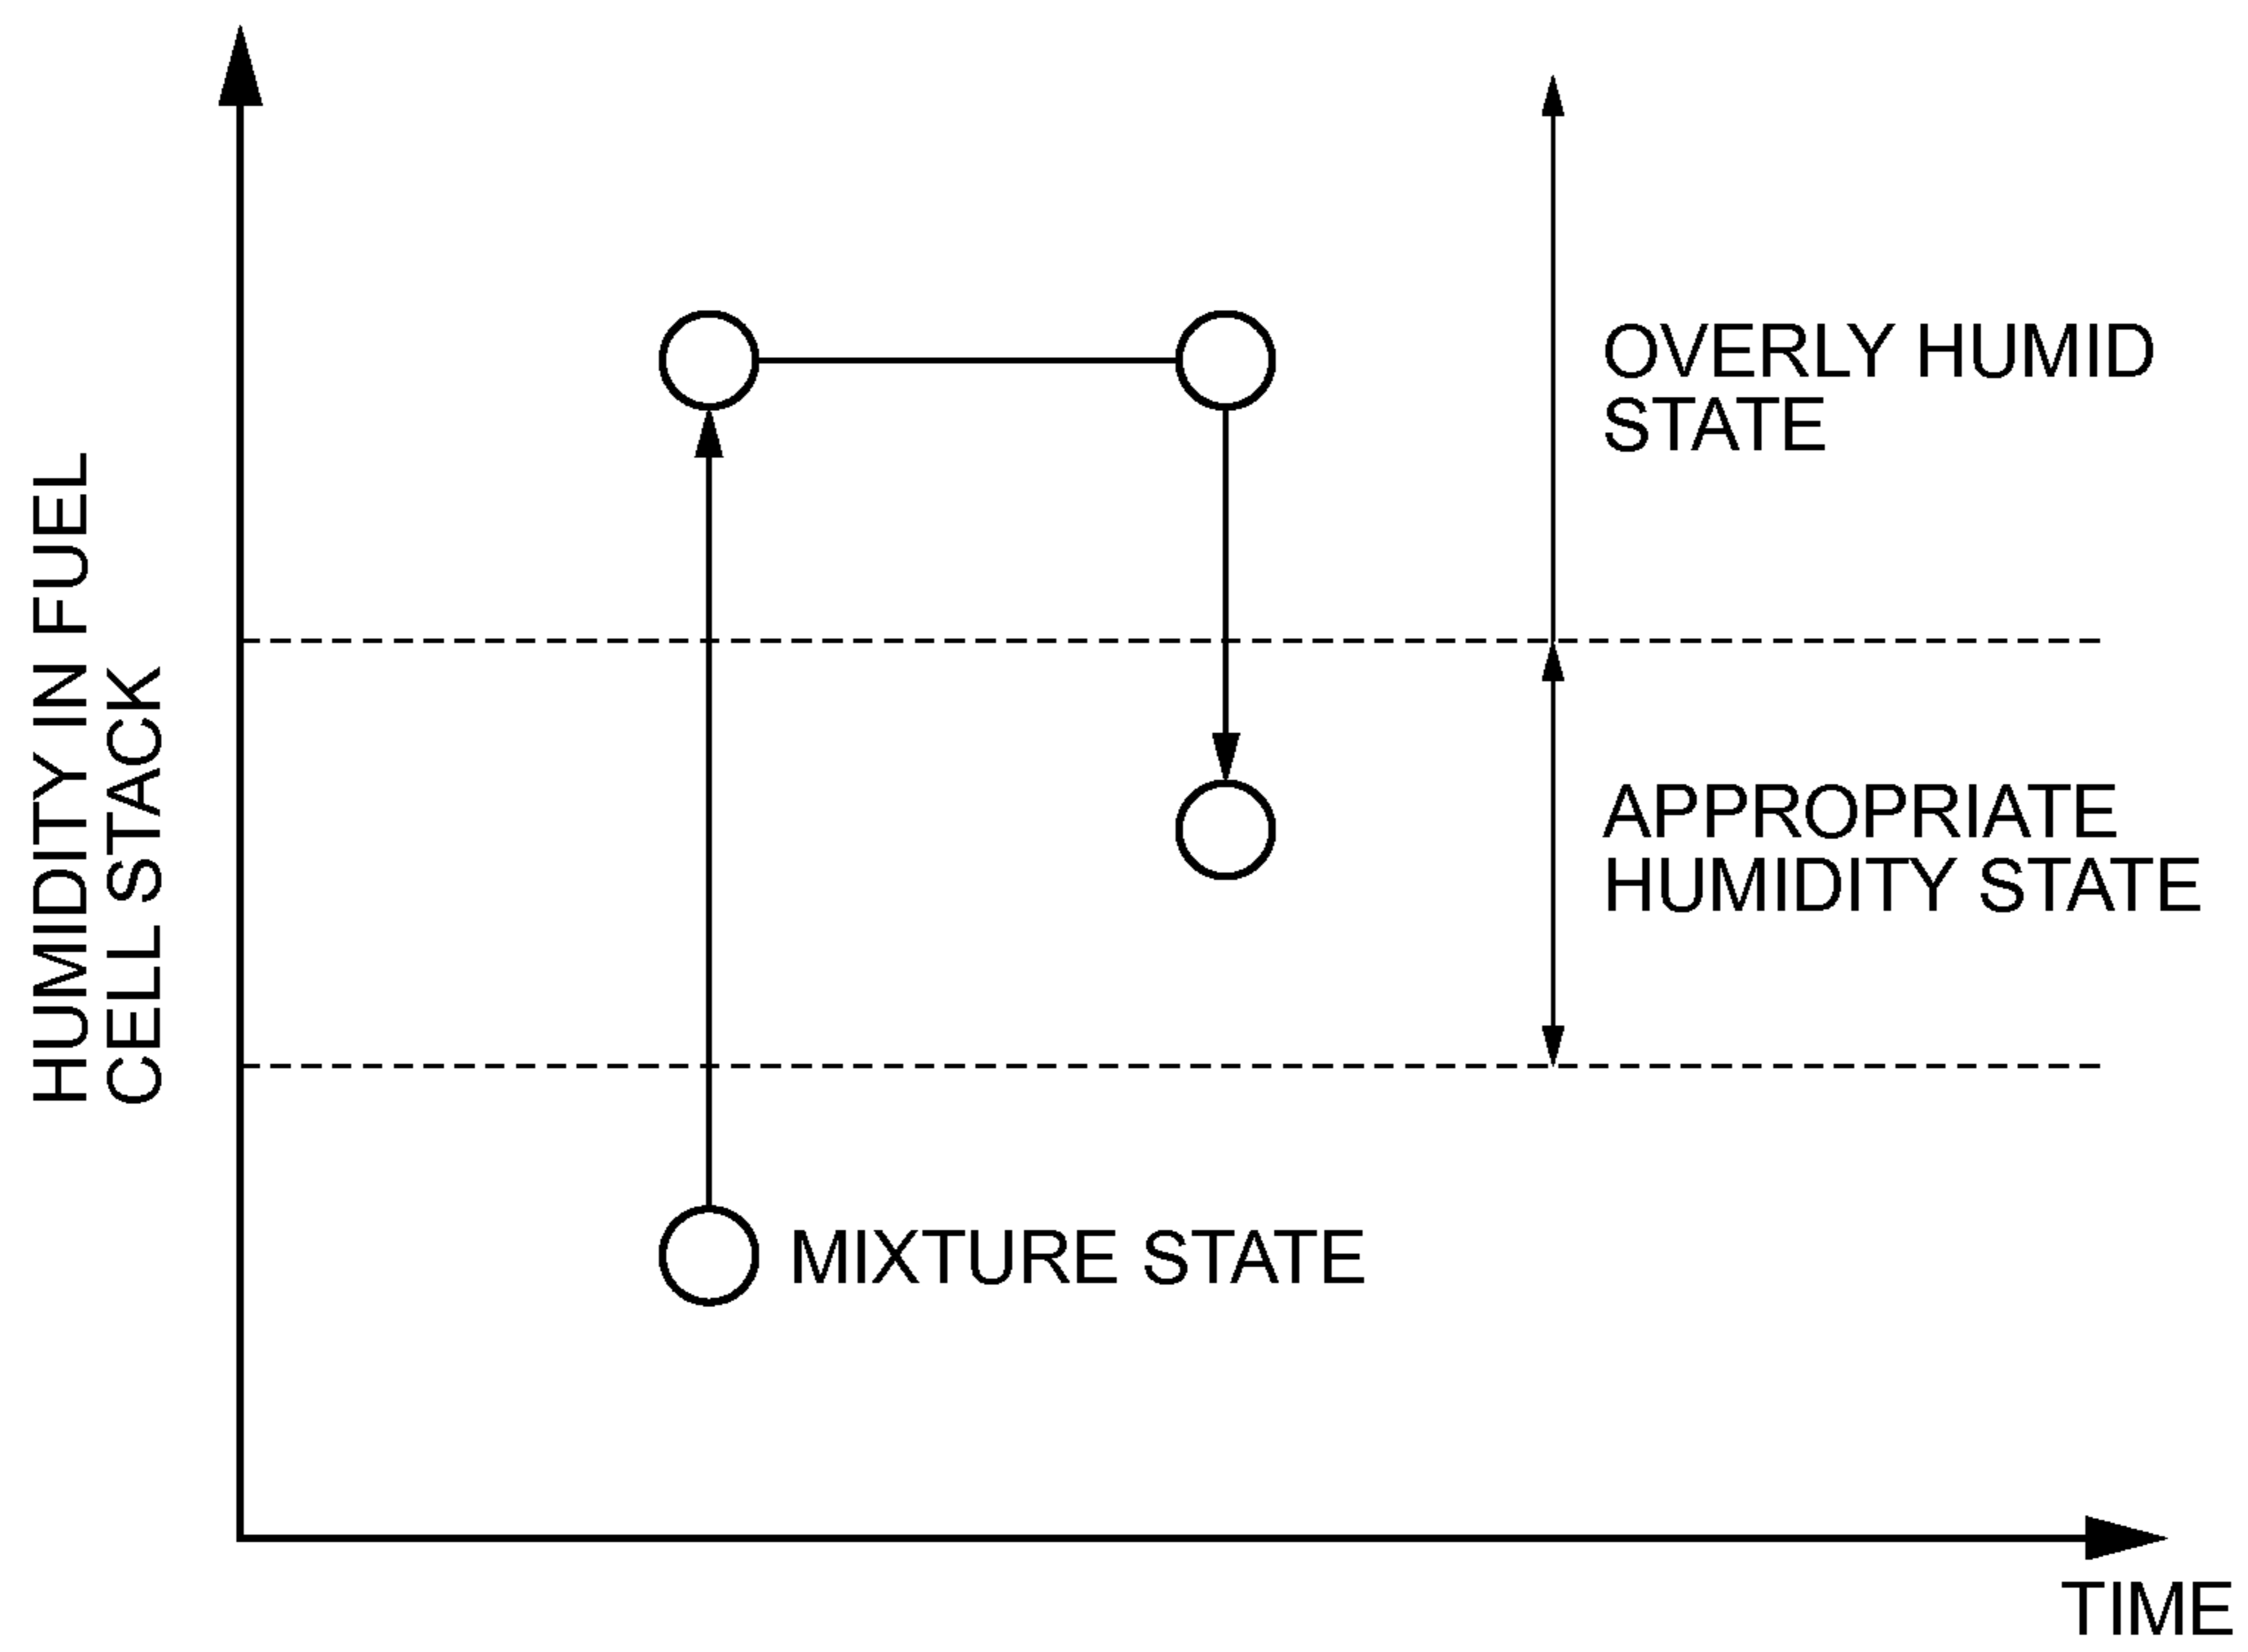 HUMIDITY IN FUEL
CELL STACK
OVERLY HUMID
STATE
APPROPRIATE
HUMIDITY STATE
MIXTURE STATE
TIME